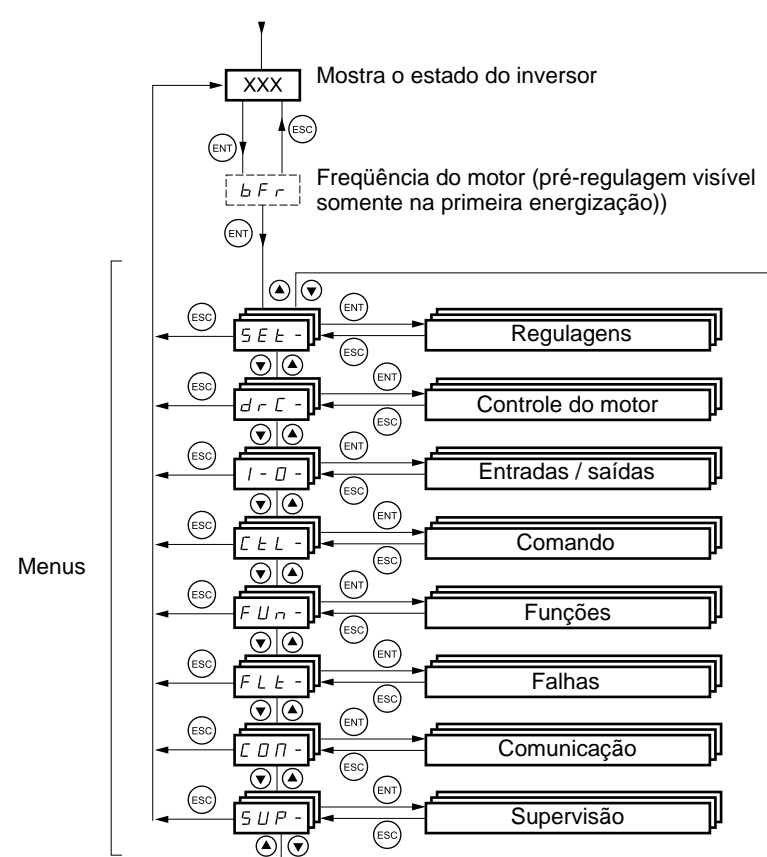 XXX Mostra o estado do inversor
ESC
ENT
bFr Freqüência do motor (pré-regulagem visível
somente na primeira energização))
ENT
ESC ENT
SEt - Regulagens
ESC
ESC ENT
drC - Controle do motor
ESC
ESC ENT
I-O- Entradas / saídas
ESC
ESC ENT
CtL - Comando
ESC
Menus
ESC ENT
FUn - Funções
ESC
ESC ENT
FLt - Falhas
ESC
ESC ENT
COM - Comunicação
ESC
ESC ENT
SUP - Supervisão
ESC